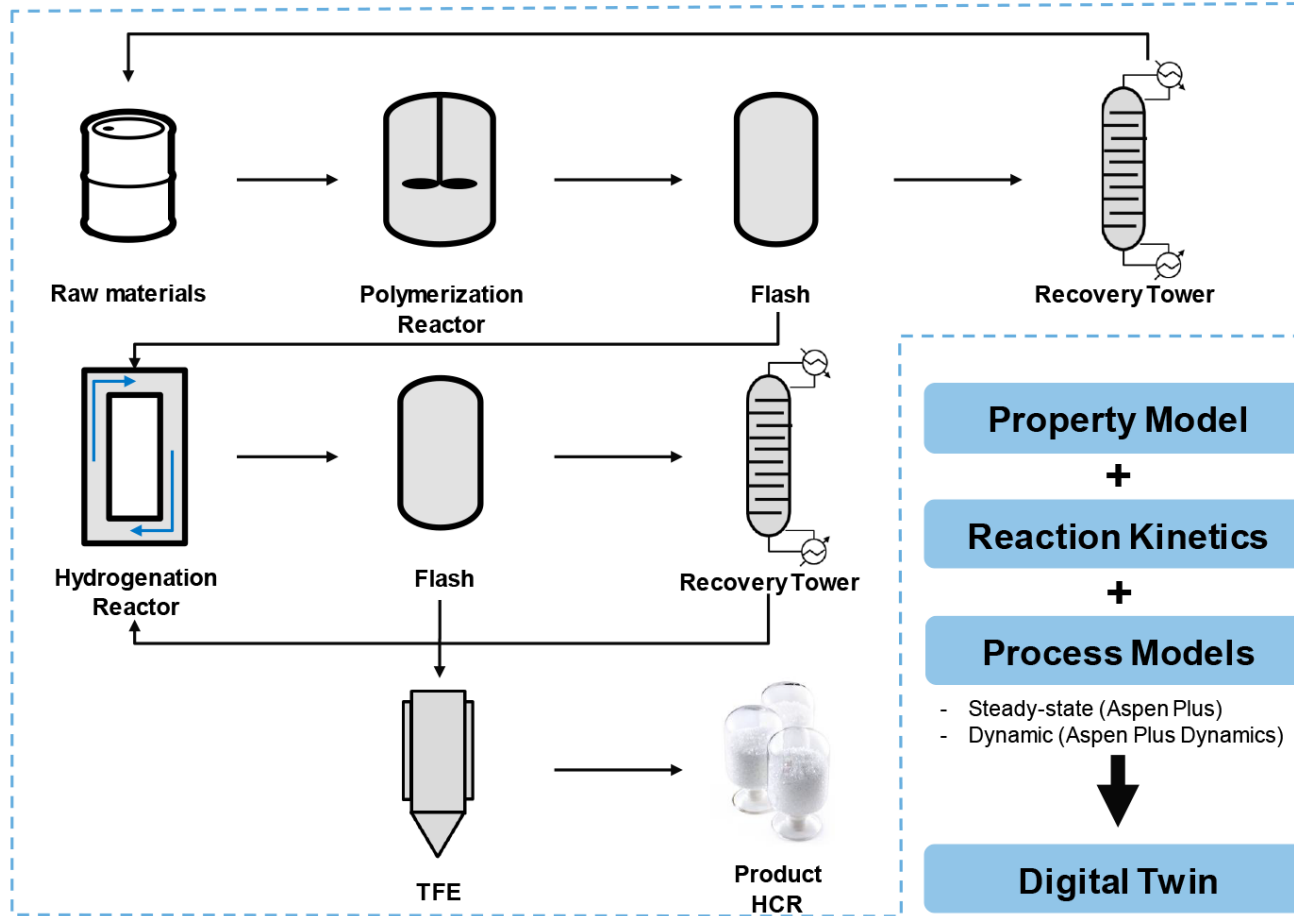 Raw materials
Polymerization
Reactor
Flash
Recovery Tower
Hydrogenation
Reactor
Flash
Recovery Tower
TFE
Product
HCR
Property Model
+
Reaction Kinetics
+
Process Models
- Steady-state (Aspen Plus)
- Dynamic (Aspen Plus Dynamics)
Digital Twin